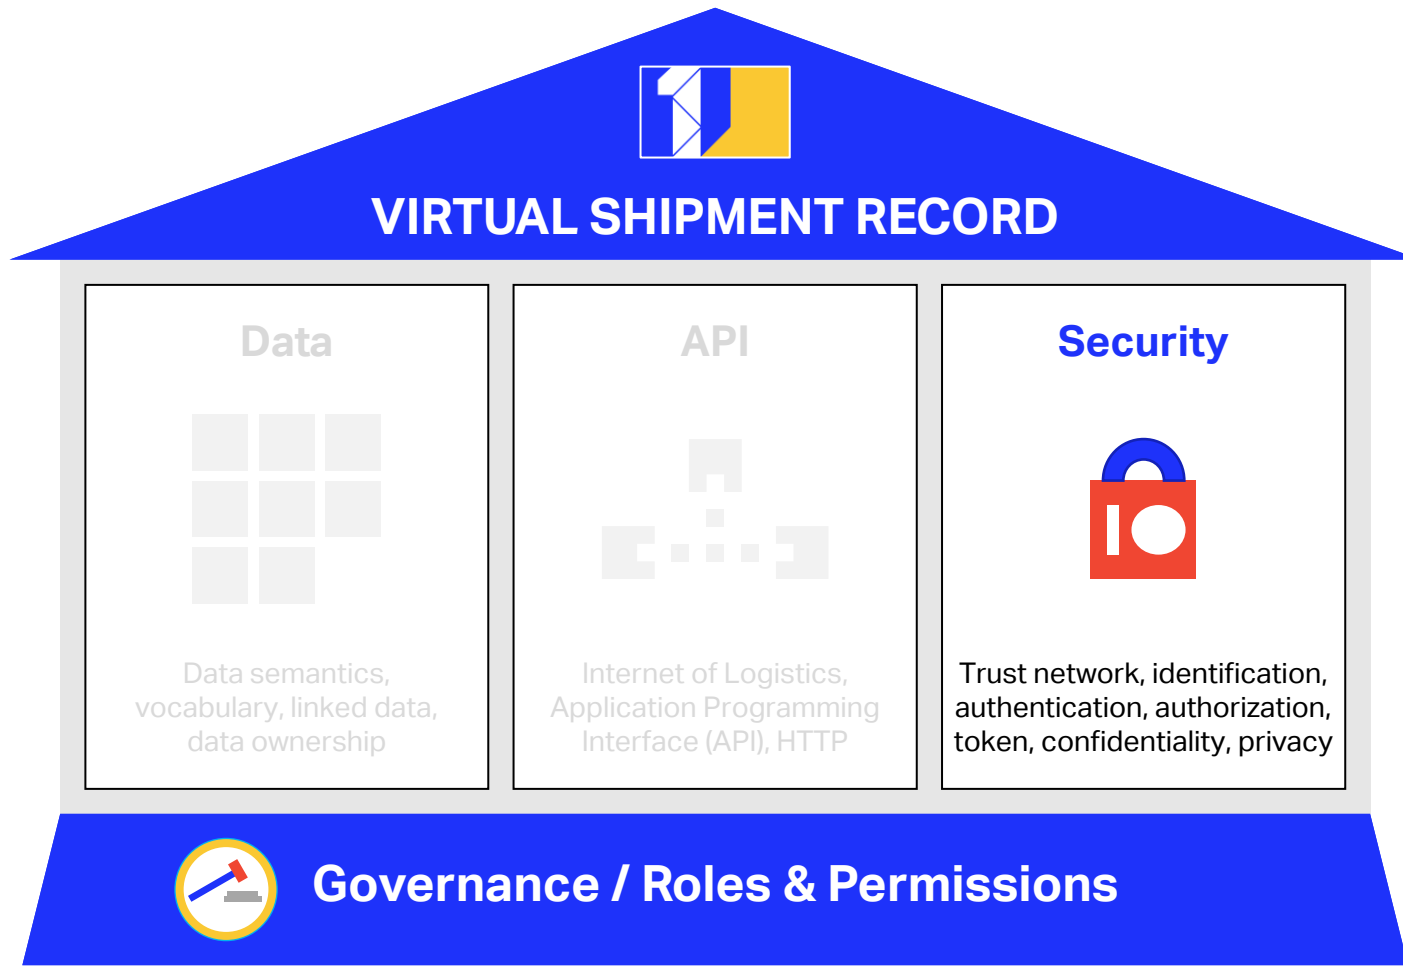 VIRTUAL SHIPMENT RECORD
Data
Data semantics,
vocabulary, linked data,
data ownership
API
Internet of Logistics,
Application Programming
Interface (API), HTTP
Security
Trust network, identification,
authentication, authorization,
token, confidentiality, privacy
Governance / Roles & Permissions